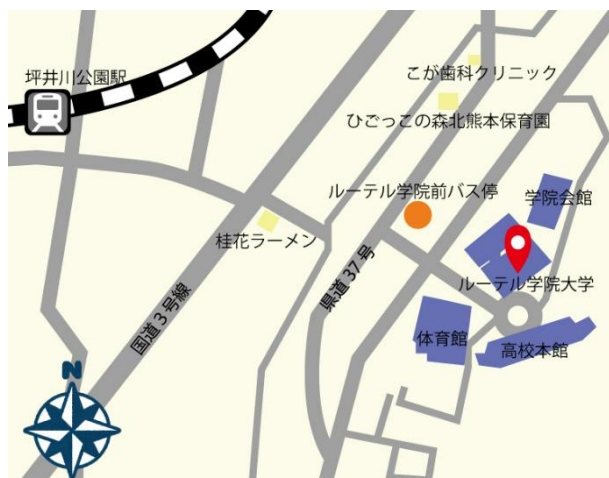 坪井川公園駅
こが歯科クリニック
ひごっこの森北熊本保育園
ルーテル学院前バス停
学院会館
桂花ラーメン
ルーテル学院大学
国道3号線
県道37号
体育館
高校本館
N